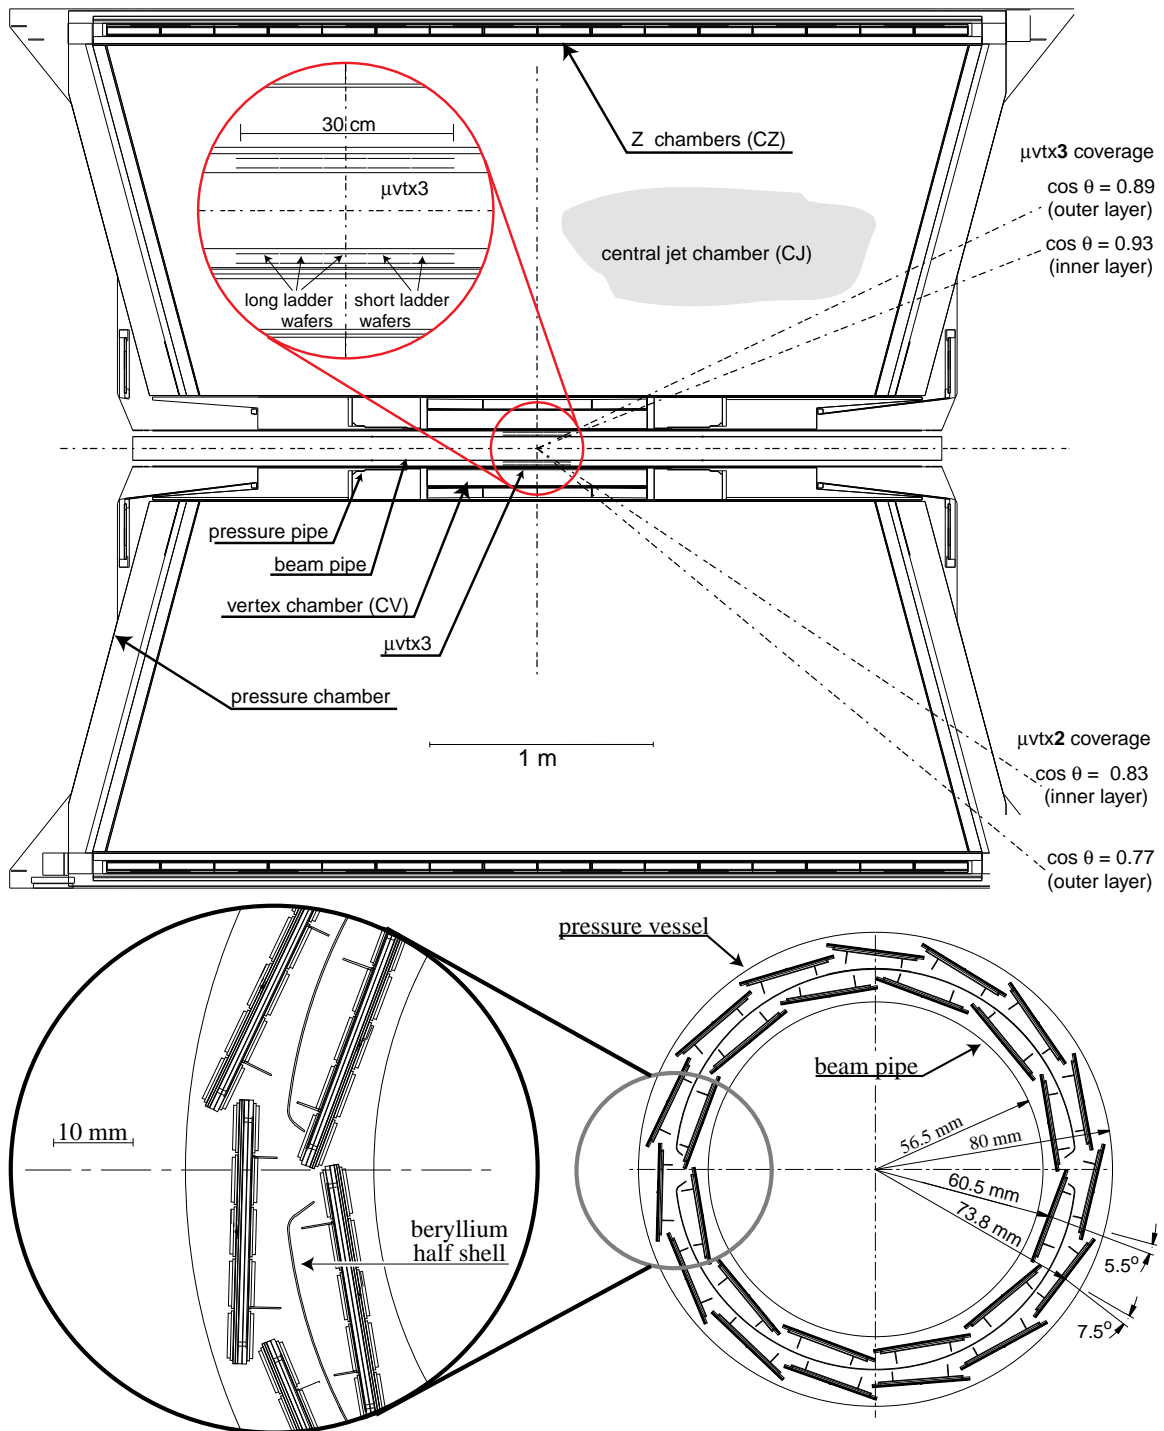 30 cm
μvtx3
long ladder
wafers
short ladder
wafers
Z chambers (CZ)
central jet chamber (CJ)
μvtx3 coverage
cos θ = 0.89
(outer layer)
cos θ = 0.93
(inner layer)
pressure pipe
beam pipe
vertex chamber (CV)
μvtx3
pressure chamber
1 m
μvtx2 coverage
cos θ = 0.83
(inner layer)
cos θ = 0.77
(outer layer)
10 mm
beryllium
half shell
pressure vessel
beam pipe
56.5 mm
80 mm
60.5 mm
73.8 mm
5.5°
7.5°